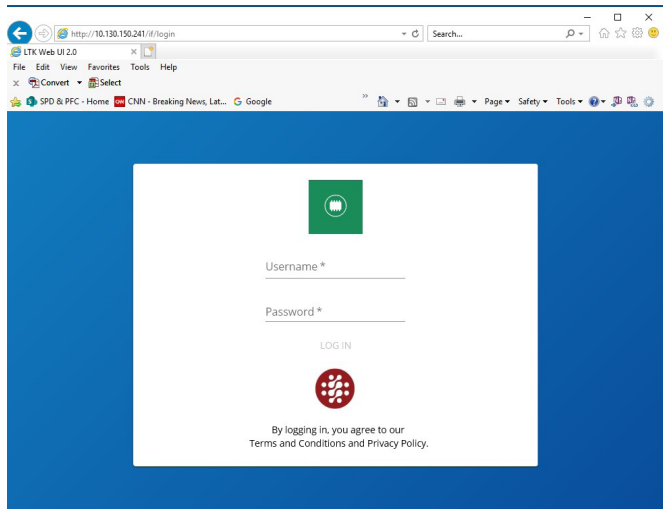 http://10.130.150.241/if/login
Search...
LTK Web UI 2.0
File Edit View Favorites Tools Help
x Convert Select
SPD & PFC - Home CNN - Breaking News, Lat... G Google » Page Safety Tools
Username *
Password *
LOG IN
By logging in, you agree to our
Terms and Conditions and Privacy Policy.